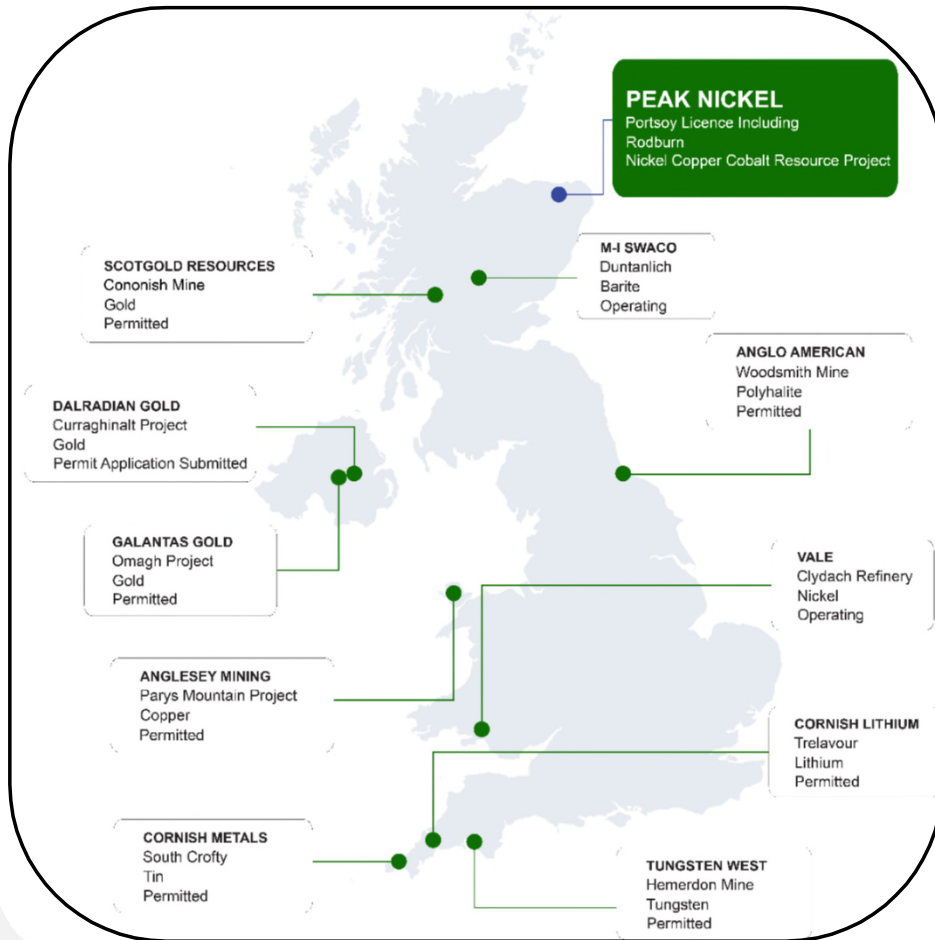 PEAK NICKEL
Portsoy Licence Including
Rodburn
Nickel Copper Cobalt Resource Project
SCOTGOLD RESOURCES
Cononish Mine
Gold
Permitted
M-I SWACO
Duntanlich
Barite
Operating
ANGLO AMERICAN
Woodsmith Mine
Polyhalite
Permitted
DALRADIAN GOLD
Curraghinalt Project
Gold
Permit Application Submitted
GALANTAS GOLD
Omagh Project
Gold
Permitted
VALE
Clydach Refinery
Nickel
Operating
ANGLESEY MINING
Parys Mountain Project
Copper
Permitted
CORNISH LITHIUM
Trelavour
Lithium
Permitted
CORNISH METALS
South Crofty
Tin
Permitted
TUNGSTEN WEST
Hemerdon Mine
Tungsten
Permitted